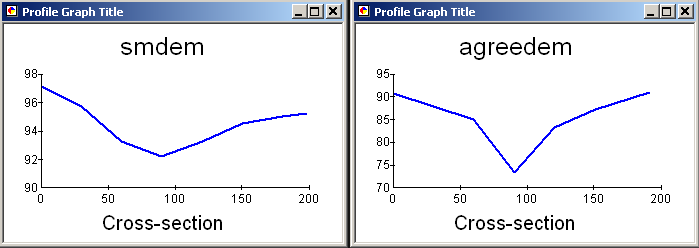 Profile Graph Title
smdem
98
96
94
92
90
0 50 100 150 200
Cross-section
Profile Graph Title
agreedem
95
90
85
80
75
70
0 50 100 150 200
Cross-section